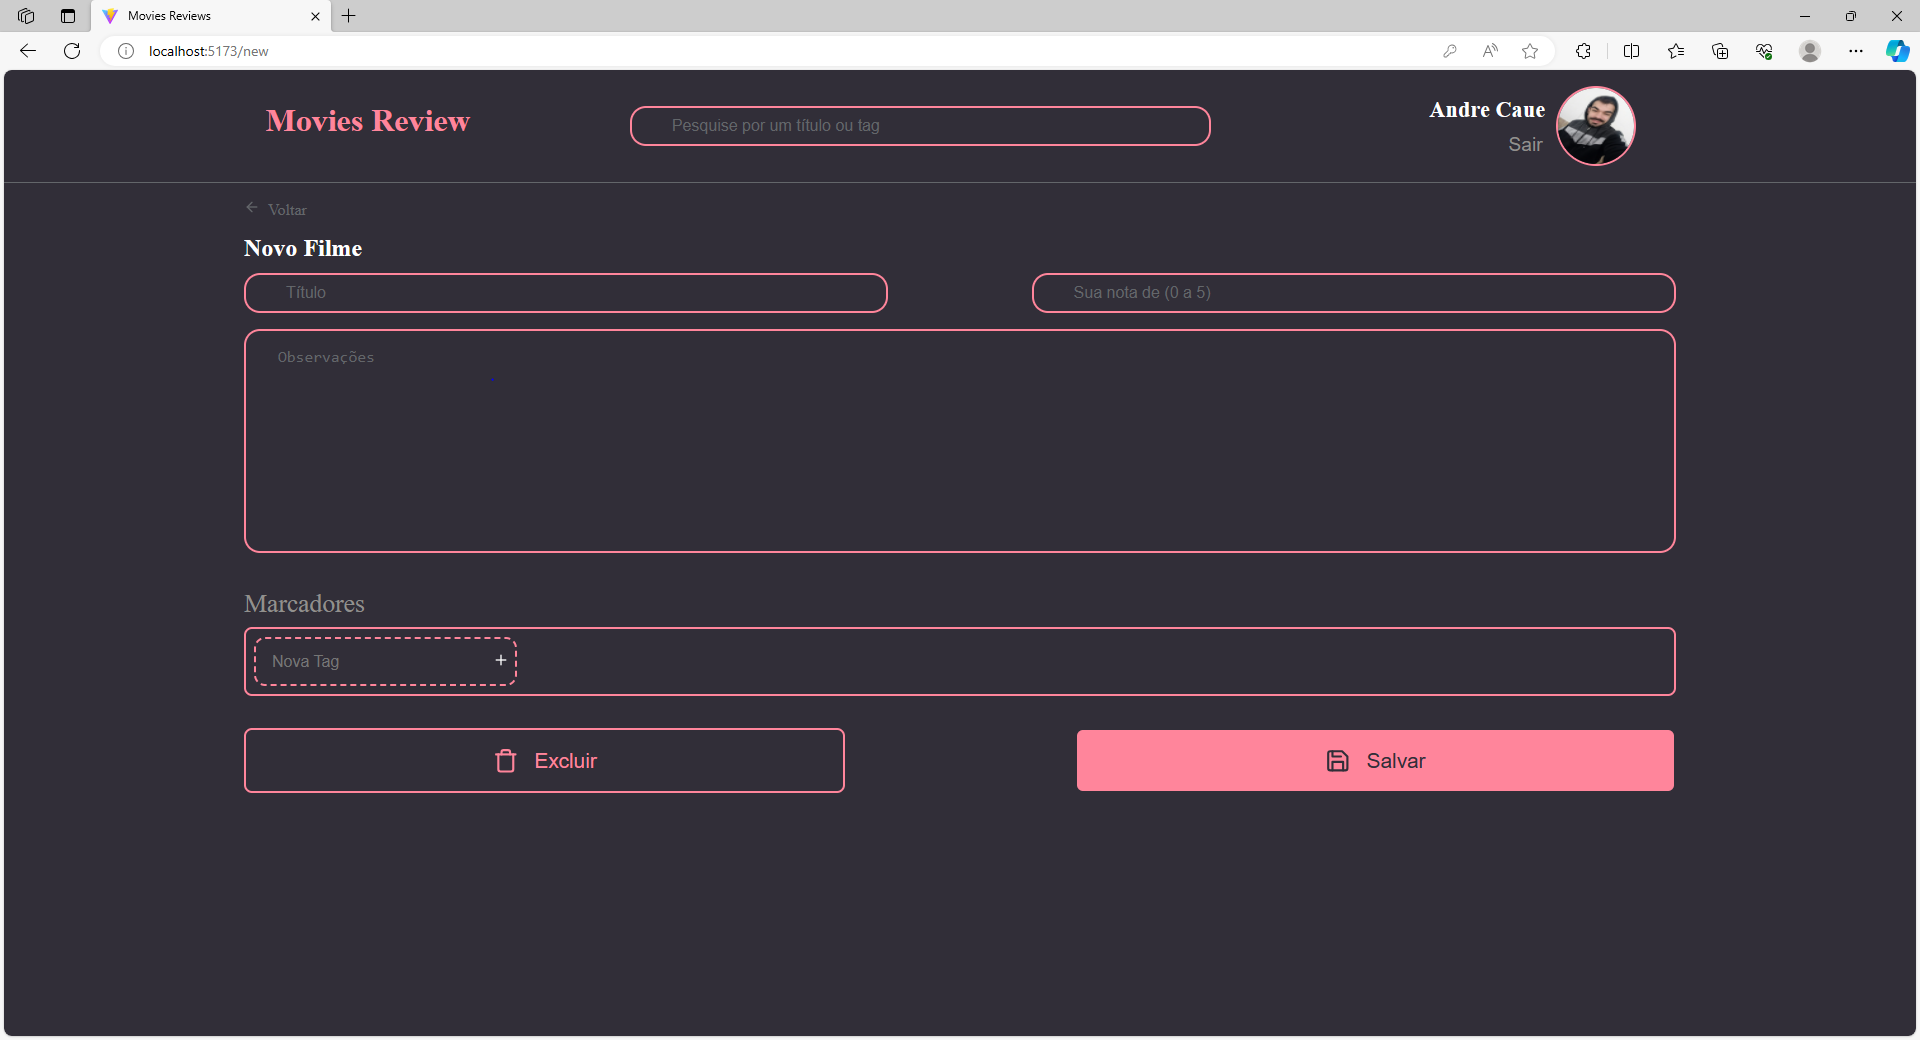 Movies Reviews
localhost:5173/new
Movies Review
Pesquise por um título ou tag
Andre Caue
Sair
Voltar
Novo Filme
Título
Sua nota de (0 a 5)
Observações
Marcadores
Nova Tag
Excluir
Salvar